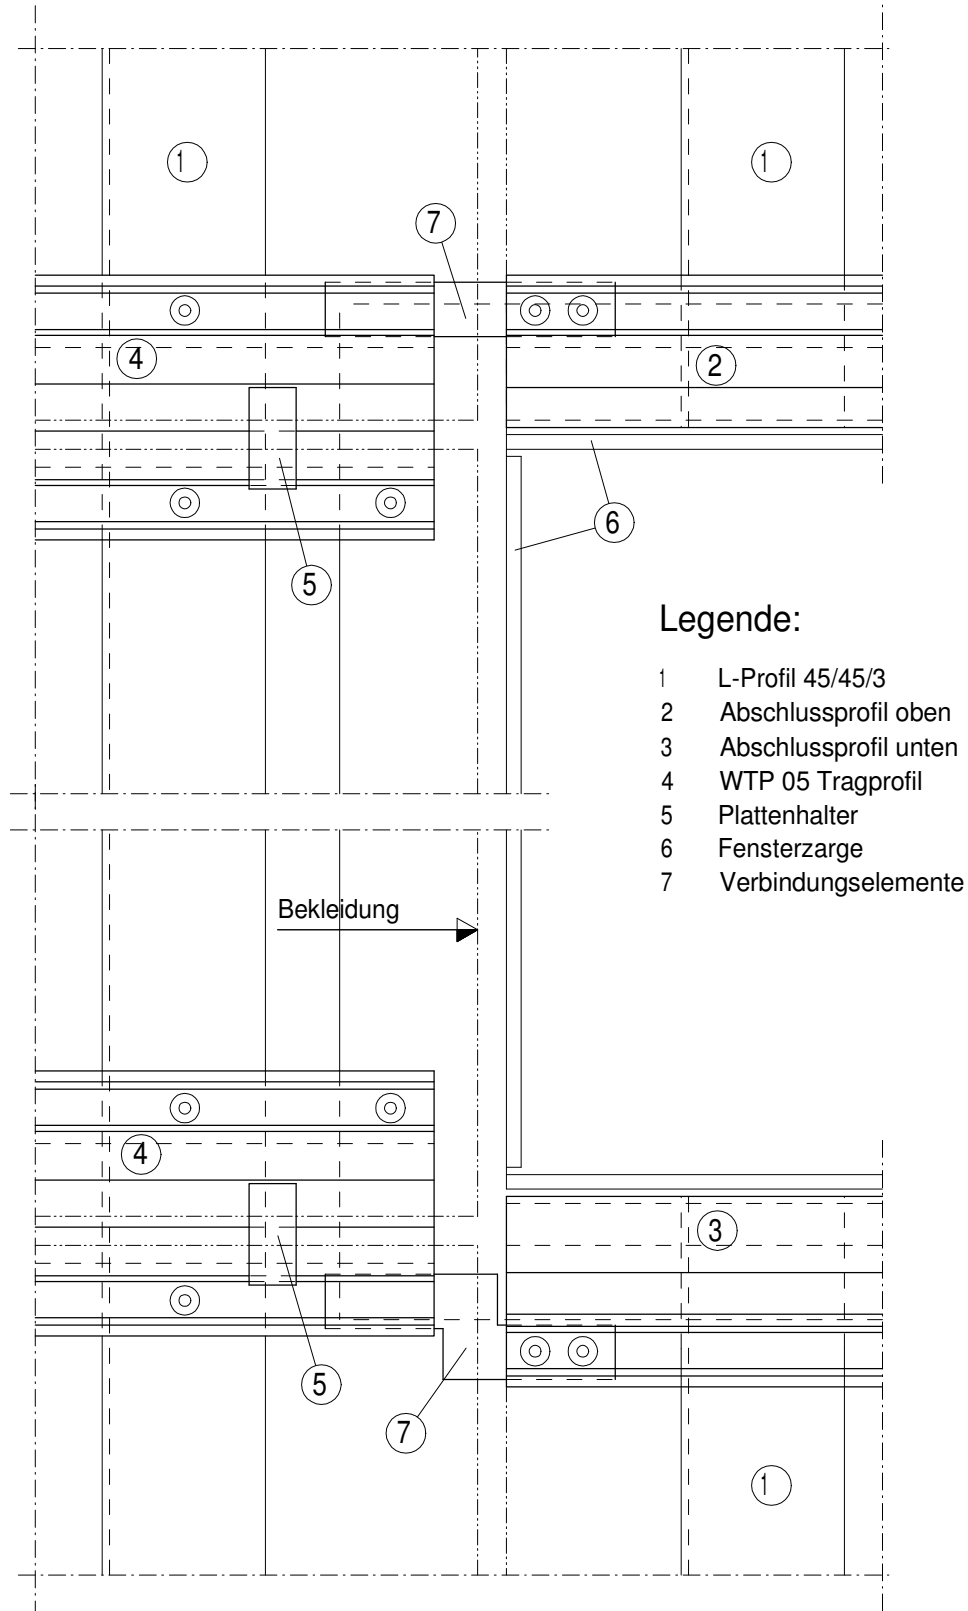 1
1
7
4
2
6
5
Legende:
1 L-Profil 45/45/3
2 Abschlussprofil oben
3 Abschlussprofil unten
4 WTP 05 Tragprofil
5 Plattenhalter
6 Fensterzarge
7 Verbindungselemente
Bekleidung
4
3
5
7
1